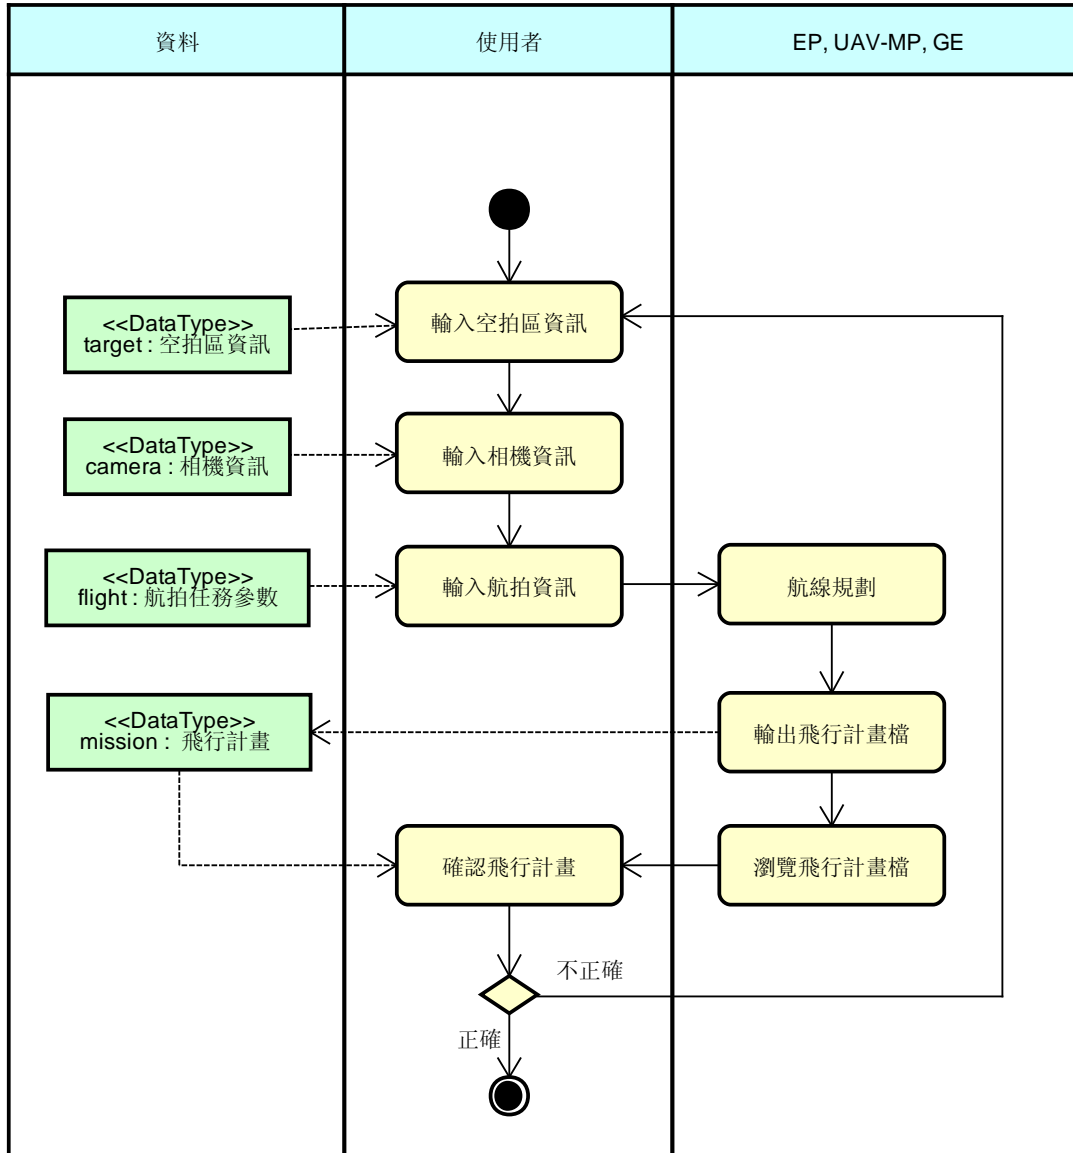 資料
使用者
EP, UAV-MP, GE
<<DataType>>
target : 空拍區資訊
輸入空拍區資訊
<<DataType>>
camera : 相機資訊
輸入相機資訊
<<DataType>>
flight : 航拍任務參數
輸入航拍資訊
航線規劃
<<DataType>>
mission : 飛行計畫
輸出飛行計畫檔
確認飛行計畫
瀏覽飛行計畫檔
不正確
正確